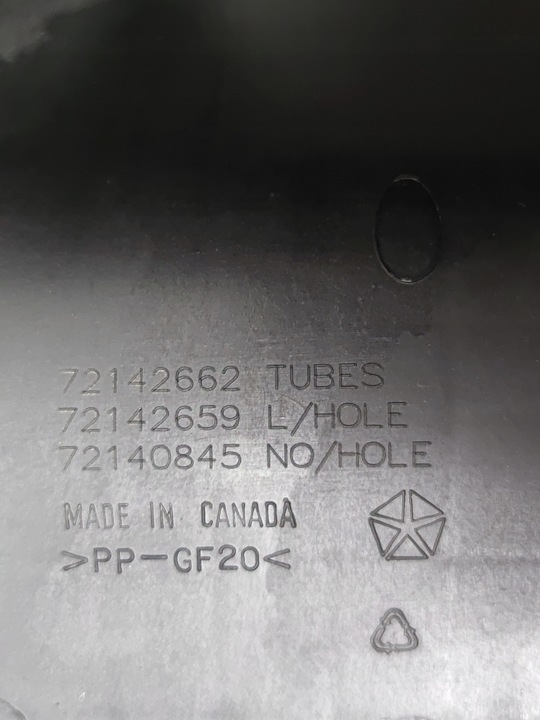 72142662 TUBES
72142659 L/HOLE
72140845 NO/HOLE
MADE IN CANADA
>PP-GF20<